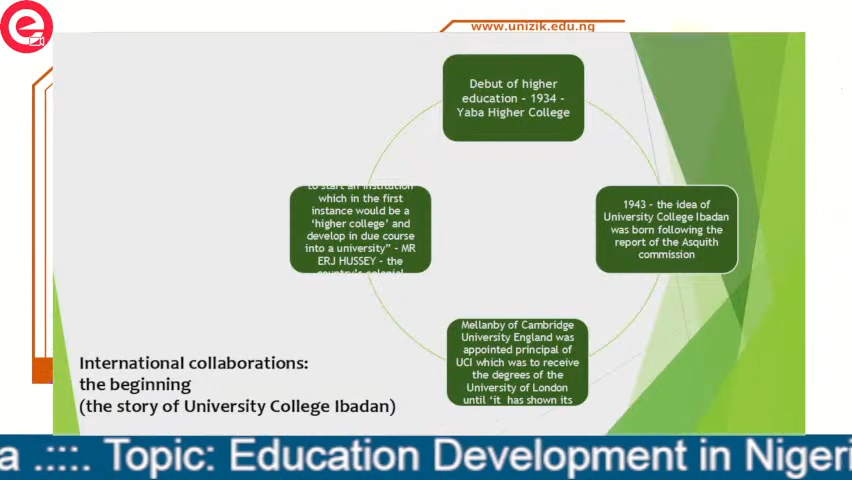 www.unizik.edu.ng
Debut of higher
education - 1934 -
Yaba Higher College
1943 - the idea of
University College Ibadan
was born following the
report of the Asquith
commission
Mellanby of Cambridge
University England was
appointed principal of
UCI which was to receive
the degrees of the
University of London
until ‘it has shown its
to start an institution
which in the first
instance would be a
‘higher college’ and
develop in due course
into a university” - MR
ERJ HUSSEY - the
country's colonial
International collaborations:
the beginning
(the story of University College Ibadan)
a .::::. Topic: Education Development in Nigeri